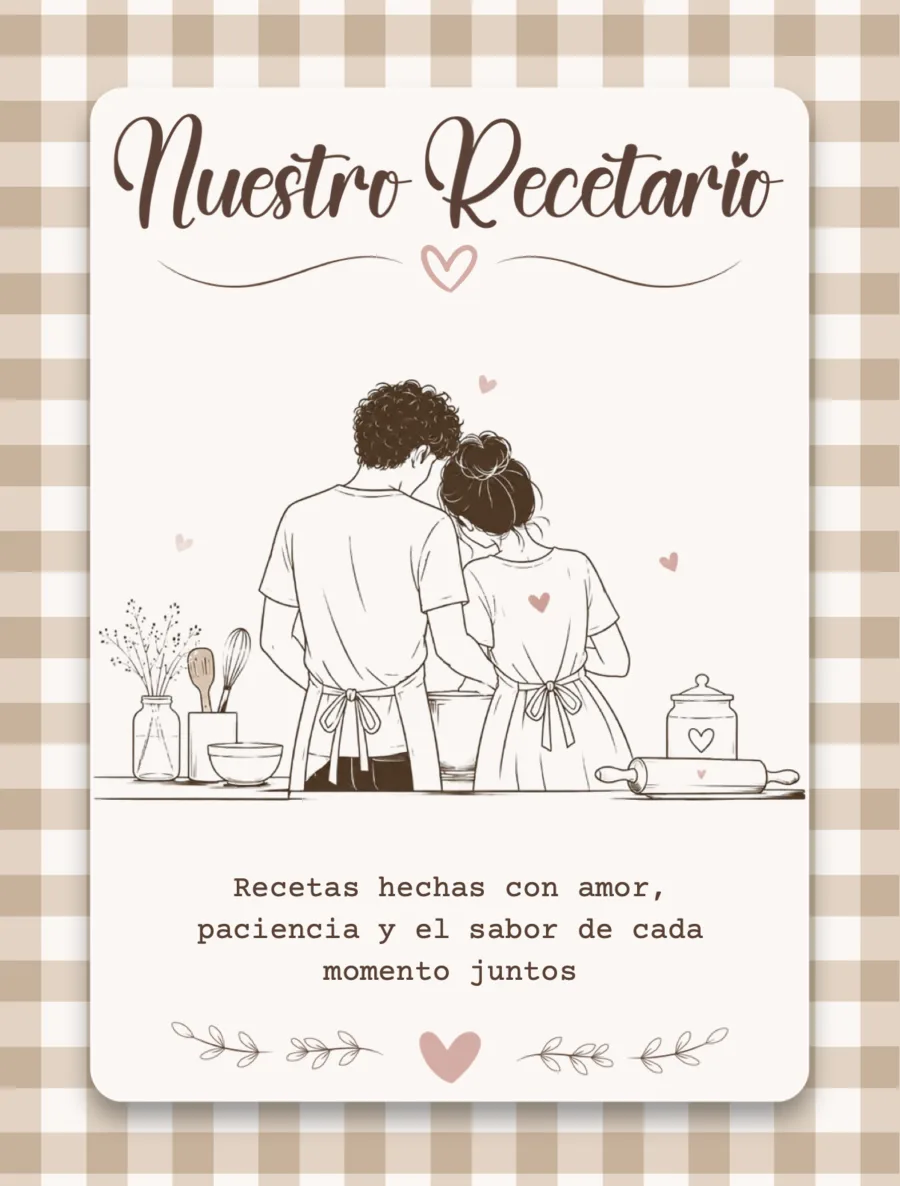 Nuestro Recetario
Recetas hechas con amor,
paciencia y el sabor de cada
momento juntos